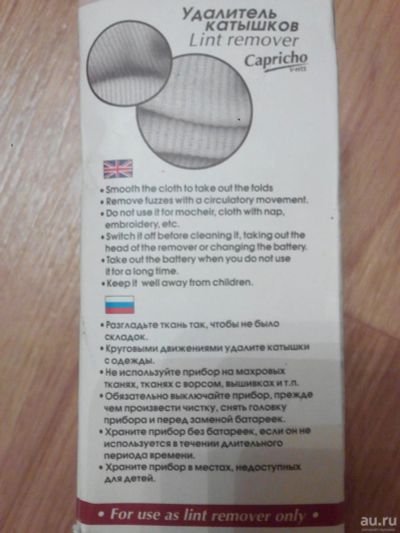 Удалитель
катышков
Lint remover
Capricho
• Smooth the cloth to take out the folds
• Remove fuzzes with a circulatory movement.
• Do not use it for mocheir, cloth with nap,
embroidery, etc.
• Switch it off before cleaning it, taking out the
head of the remover or changing the battery.
• Take out the battery when you do not use
it for a long time.
• Keep it well away from children.
• Разгладьте ткань так, чтобы не было
складок.
• Круговыми движениями удалите катышки
с одежды.
• Не используйте прибор на махровых
тканях, тканях с ворсом, вышивках и т.п.
• Обязательно выключайте прибор, прежде
чем произвести чистку, снять головку
прибора и перед заменой батареек.
• Храните прибор без батареек, если он не
используется в течении длительного
периода времени.
• Храните прибор в местах, недоступных
для детей.
• For use as lint remover only •
au.ru